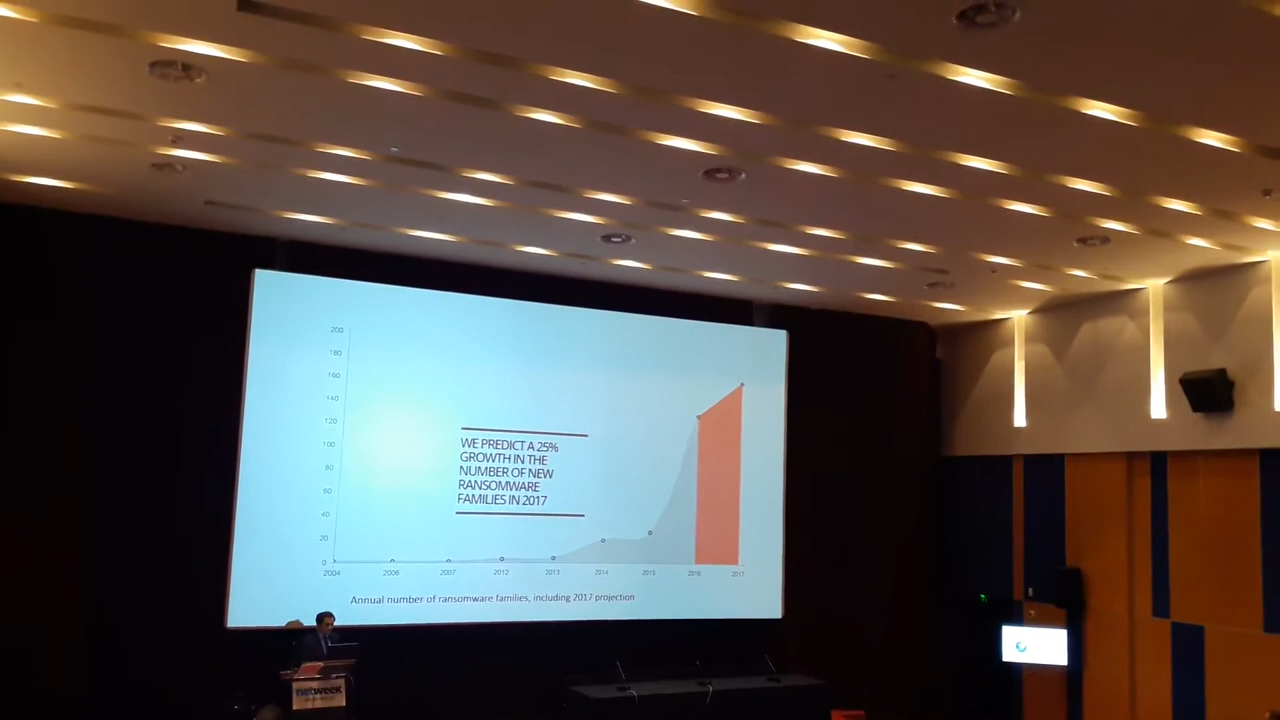 200
180
160
140
120
100
80
60
40
20
0
WE PREDICT A 25%
GROWTH IN THE
NUMBER OF NEW
RANSOMWARE
FAMILIES IN 2017
2004 2006 2007 2012 2013 2014 2015 2016 2017
Annual number of ransomware families, including 2017 projection
netweek